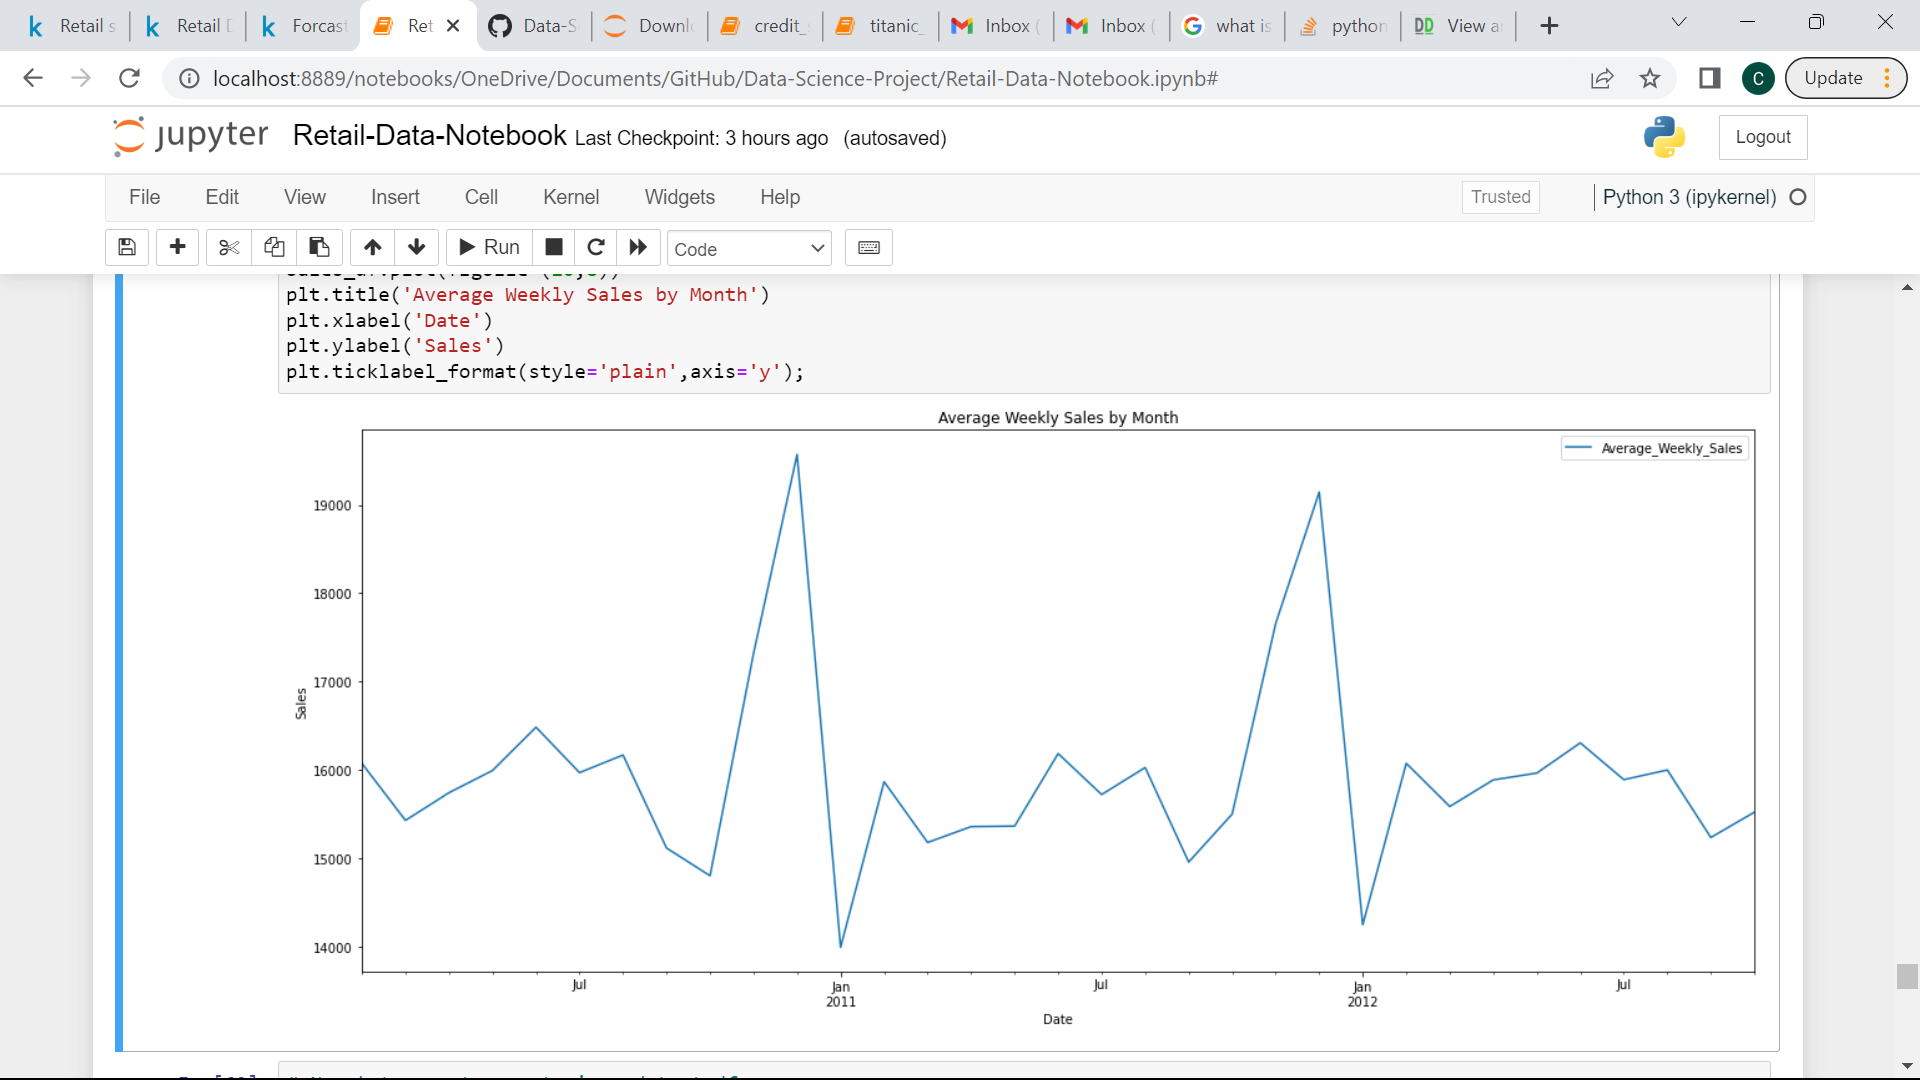 Retail s
Retail D
Forcast
Ret
Data-S
Downl
credit_
titanic_
Inbox (
Inbox (
what is
python
View a
localhost:8889/notebooks/OneDrive/Documents/GitHub/Data-Science-Project/Retail-Data-Notebook.ipynb#
C
Update
jupyter Retail-Data-Notebook Last Checkpoint: 3 hours ago (autosaved)
Logout
File Edit View Insert Cell Kernel Widgets Help
Trusted
Python 3 (ipykernel)
Run
Code
plt.title('Average Weekly Sales by Month')
plt.xlabel('Date')
plt.ylabel('Sales')
plt.ticklabel_format(style='plain',axis='y');
Average Weekly Sales by Month
Average_Weekly_Sales
19000
18000
17000
16000
15000
14000
Sales
Jul
Jan
2011
Jul
Jan
2012
Jul
Date